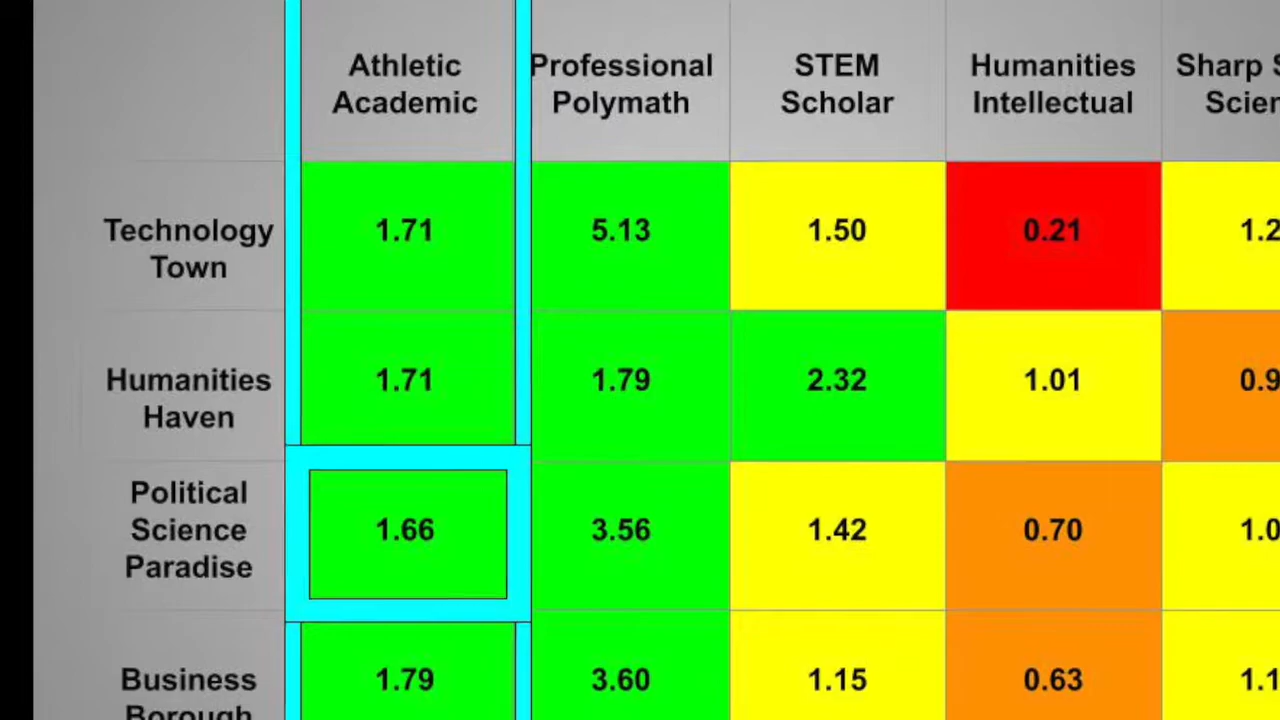 Athletic Professional STEM Humanities Sharp
Academic Polymath Scholar Intellectual
Technology
Town
1.71 5.13 1.50 0.21
Humanities
Haven
1.71 1.79 2.32 1.01
Political
Science
Paradise
1.66 3.56 1.42 0.70
Business
Borough
1.79 3.60 1.15 0.63